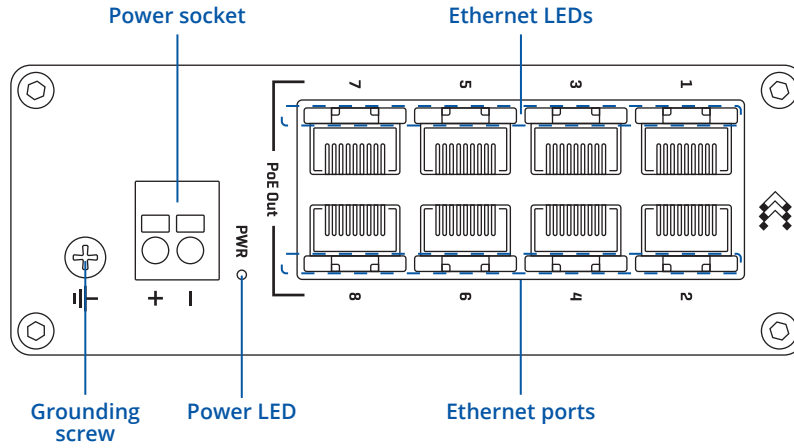 Power socket
Ethernet LEDs
7
5
3
1
PoE Out
PWR
+
−
8
6
4
2
Grounding
screw
Power LED
Ethernet ports